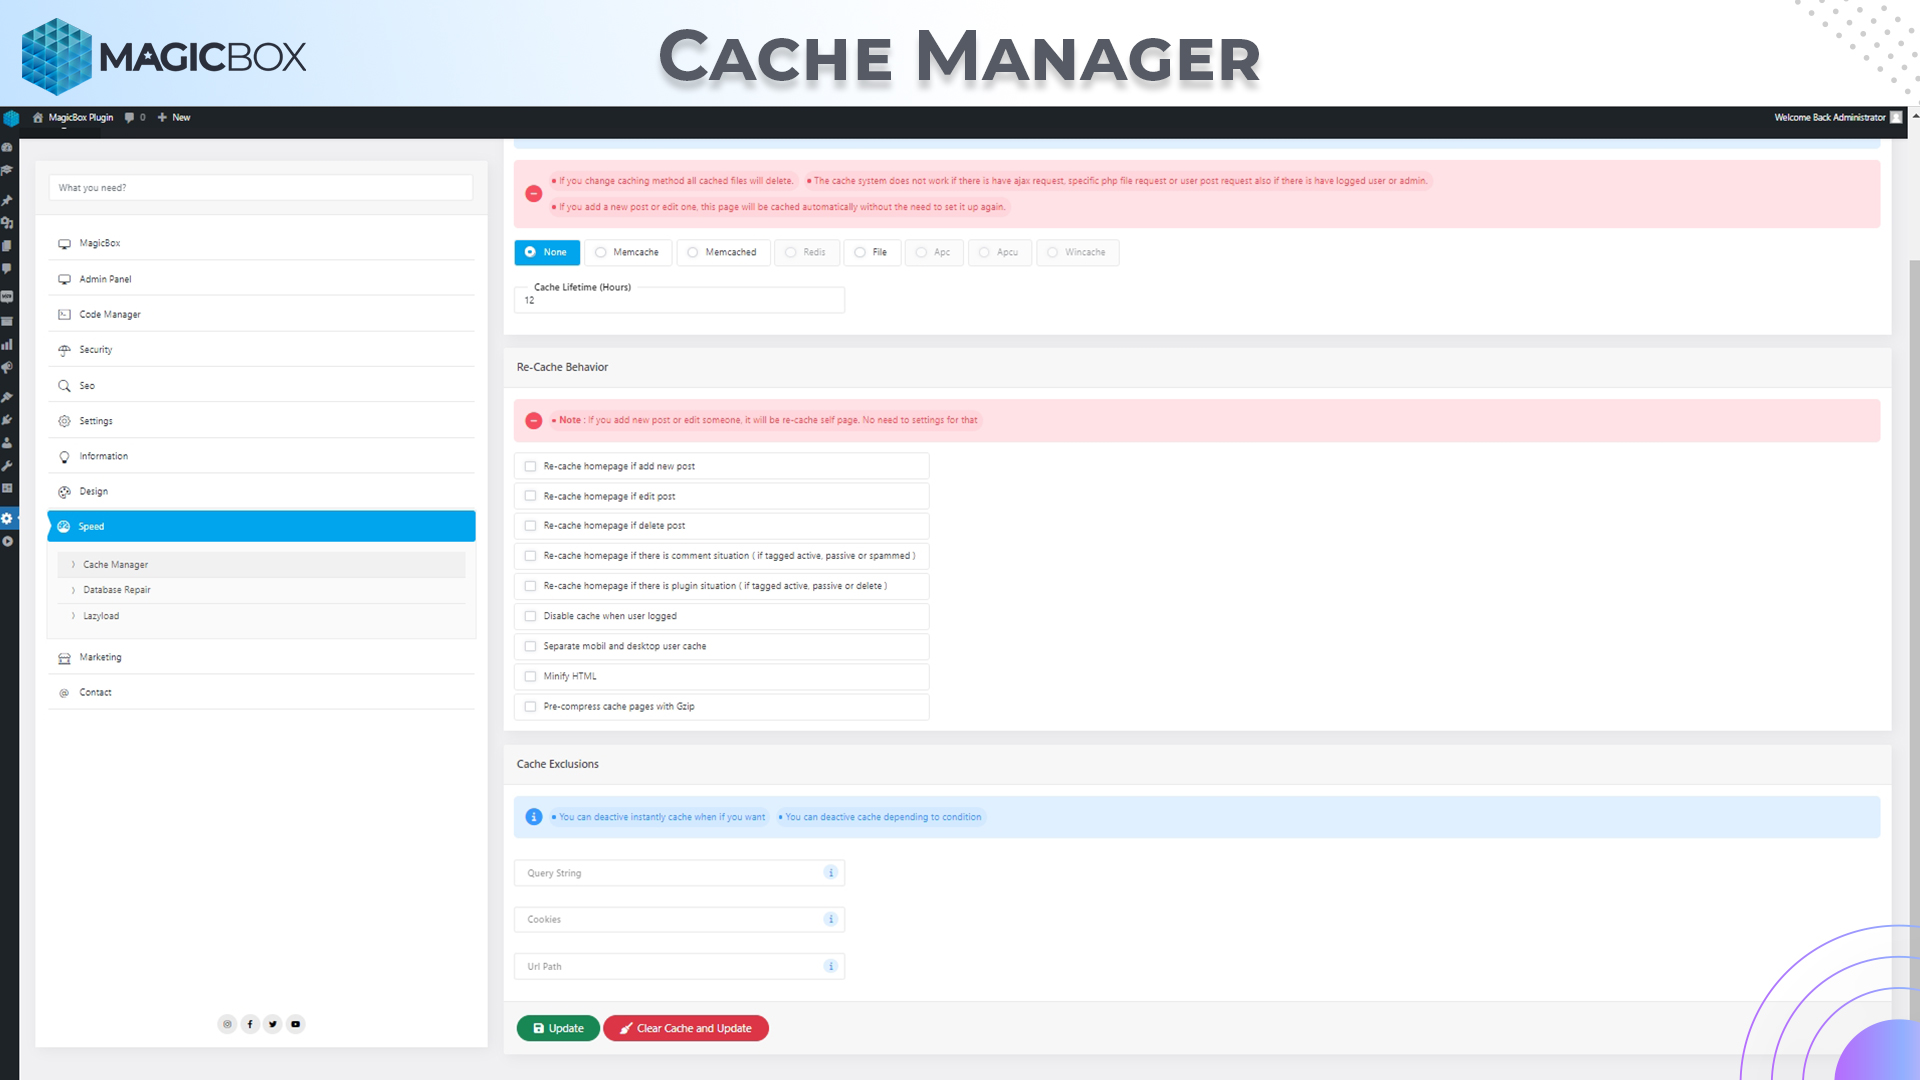 MAGICBOX
CACHE MANAGER
MagicBox Plugin 0 New
Welcome Back Administrator
What you need?
MagicBox
Admin Panel
Code Manager
Security
Seo
Settings
Information
Design
Speed
Cache Manager
Database Repair
Lazyload
Marketing
Contact
• If you change caching method all cached files will delete. • The cache system does not work if there is have ajax request, specific php file request or user post request also if there is have logged user or admin.
• If you add a new post or edit one, this page will be cached automatically without the need to set it up again.
None Memcache Memcached Redis File Apc Apcu Wincache
Cache Lifetime (Hours)
12
Re-Cache Behavior
• Note : If you add new post or edit someone, it will be re-cache self page. No need to settings for that
Re-cache homepage if add new post
Re-cache homepage if edit post
Re-cache homepage if delete post
Re-cache homepage if there is comment situation ( if tagged active, passive or spammed )
Re-cache homepage if there is plugin situation ( if tagged active, passive or delete )
Disable cache when user logged
Separate mobil and desktop user cache
Minify HTML
Pre-compress cache pages with Gzip
Cache Exclusions
• You can deactive instantly cache when if you want • You can deactive cache depending to condition
Query String
Cookies
Url Path
Update Clear Cache and Update